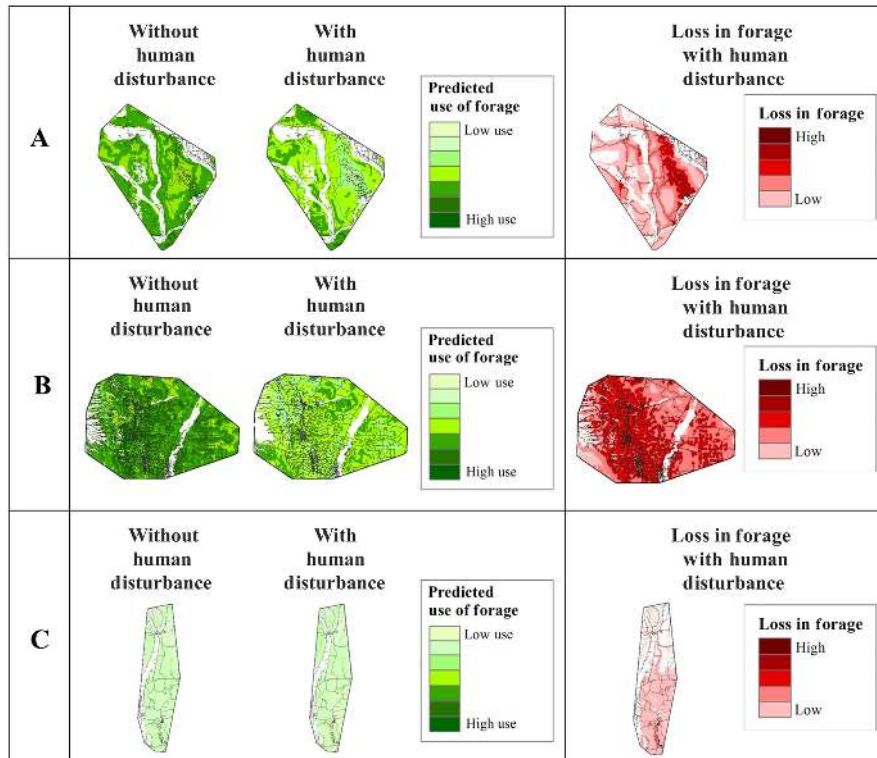 A
Without
human
disturbance
With
human
disturbance
Predicted
use of forage
Low use
High use
Loss in forage
with human
disturbance
Loss in forage
High
Low
B
Without
human
disturbance
With
human
disturbance
Predicted
use of forage
Low use
High use
Loss in forage
with human
disturbance
Loss in forage
High
Low
C
Without
human
disturbance
With
human
disturbance
Predicted
use of forage
Low use
High use
Loss in forage
with human
disturbance
Loss in forage
High
Low